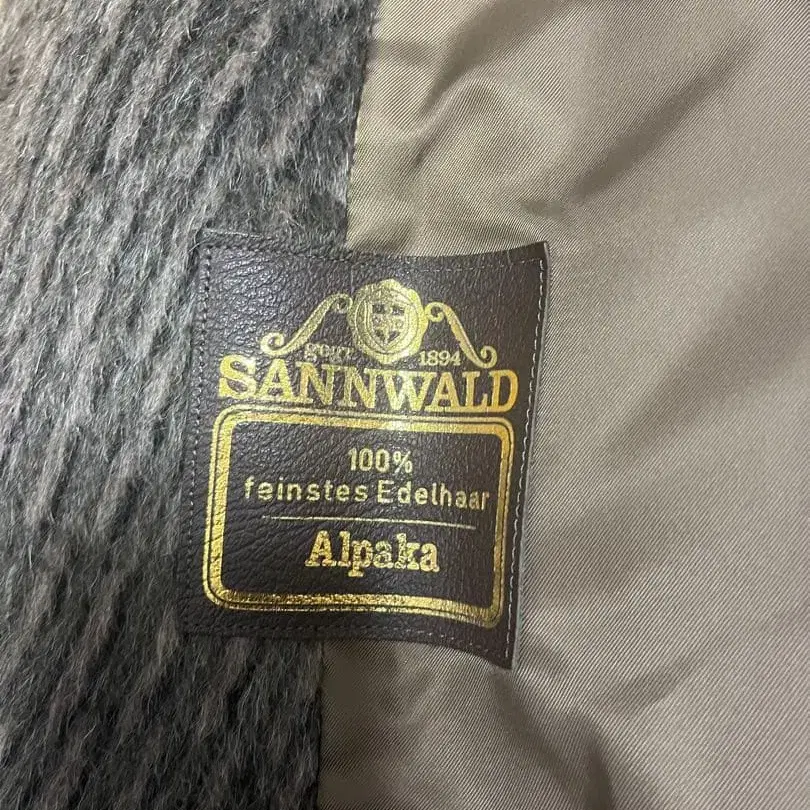 gegr. 1894
SANNWALD
100%
feinstes Edelhaar
Alpaka